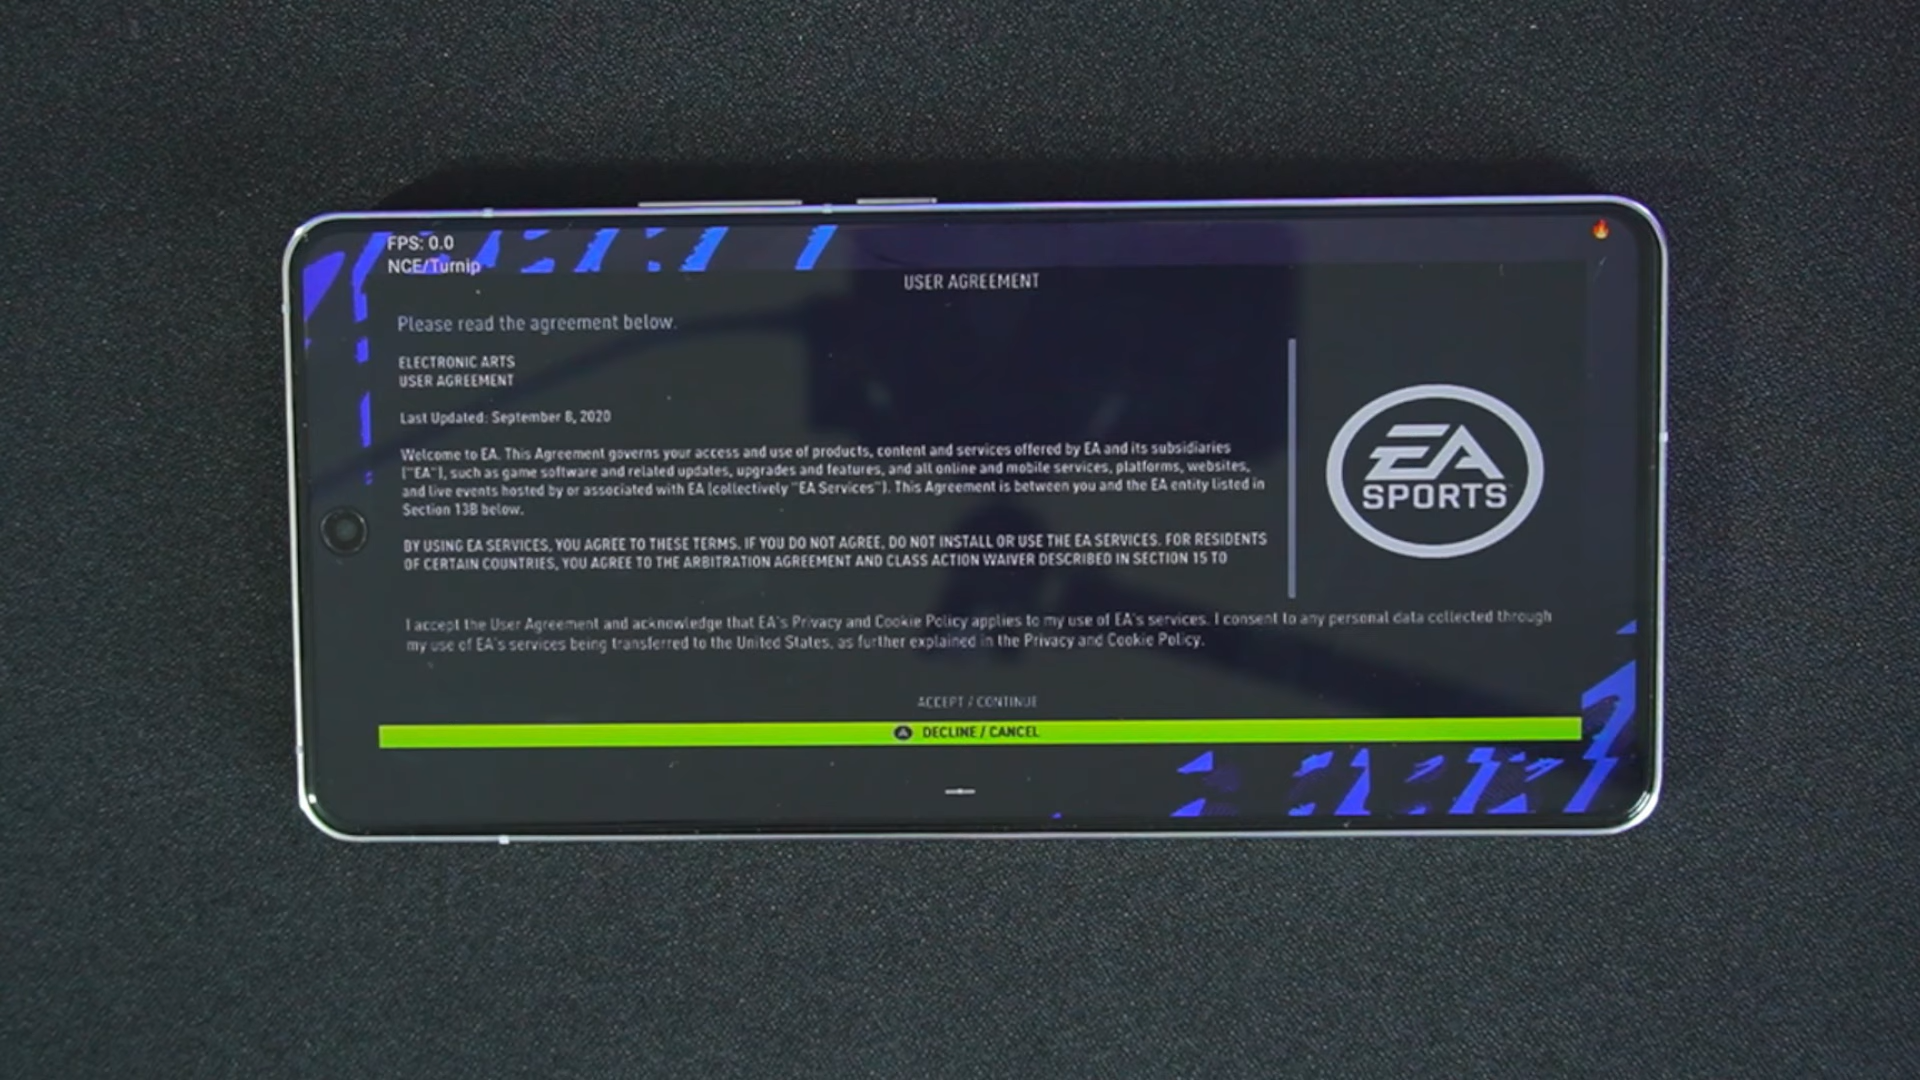 FPS: 0.0
NCE/Turnip
USER AGREEMENT
Please read the agreement below.
ELECTRONIC ARTS
USER AGREEMENT
Last Updated: September 8, 2020
Welcome to EA. This Agreement governs your access and use of products, content and services offered by EA and its subsidiaries
["EA"], such as game software and related updates, upgrades and features, and all online and mobile services, platforms, websites,
and live events hosted by or associated with EA [collectively "EA Services"]. This Agreement is between you and the EA entity listed in
Section 13B below.
BY USING EA SERVICES, YOU AGREE TO THESE TERMS. IF YOU DO NOT AGREE, DO NOT INSTALL OR USE THE EA SERVICES. FOR RESIDENTS
OF CERTAIN COUNTRIES, YOU AGREE TO THE ARBITRATION AGREEMENT AND CLASS ACTION WAIVER DESCRIBED IN SECTION 15 TO
EA
SPORTS
I accept the User Agreement and acknowledge that EA's Privacy and Cookie Policy applies to my use of EA's services. I consent to any personal data collected through
my use of EA's services being transferred to the United States, as further explained in the Privacy and Cookie Policy.
ACCEPT / CONTINUE
A DECLINE / CANCEL